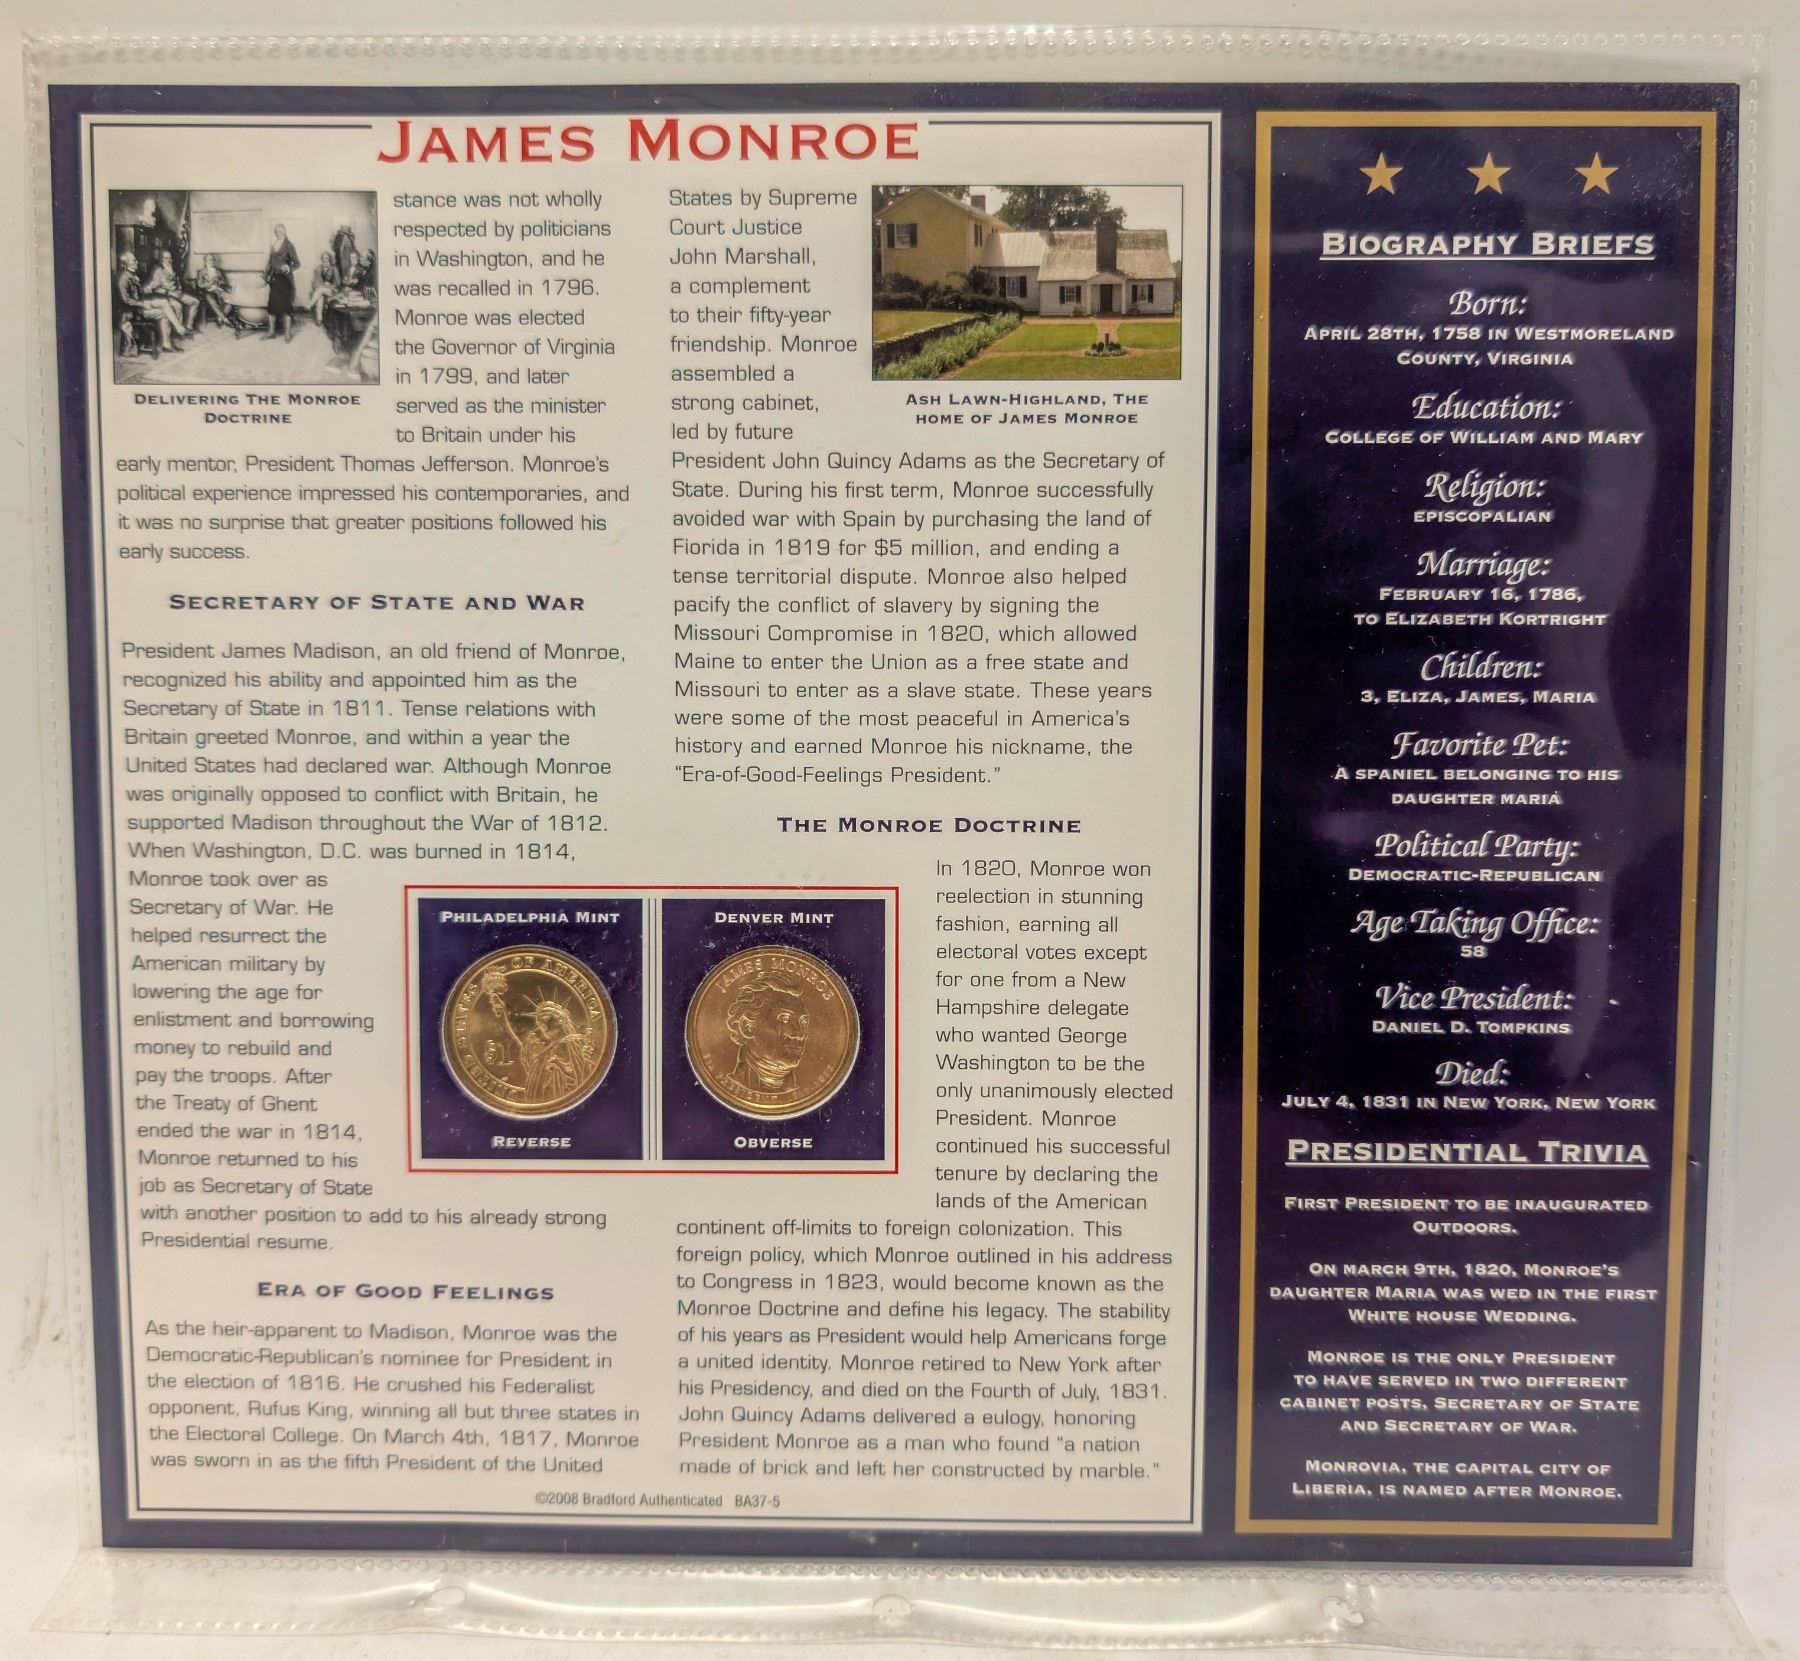 JAMES MONROE
DELIVERING THE MONROE
DOCTRINE
stance was not wholly
respected by politicians
in Washington, and he
was recalled in 1796.
Monroe was elected
the Governor of Virginia
in 1799, and later
served as the minister
to Britain under his
early mentor, President Thomas Jefferson. Monroe's
political experience impressed his contemporaries, and
it was no surprise that greater positions followed his
early success.
SECRETARY OF STATE AND WAR
President James Madison, an old friend of Monroe,
recognized his ability and appointed him as the
Secretary of State in 1811. Tense relations with
Britain greeted Monroe, and within a year the
United States had declared war. Although Monroe
was originally opposed to conflict with Britain, he
supported Madison throughout the War of 1812.
When Washington, D.C. was burned in 1814,
Monroe took over as
Secretary of War. He
helped resurrect the
American military by
lowering the age for
enlistment and borrowing
money to rebuild and
pay the troops. After
the Treaty of Ghent
ended the war in 1814,
Monroe returned to his
job as Secretary of State
with another position to add to his already strong
Presidential resume.
ERA OF GOOD FEELINGS
As the heir-apparent to Madison, Monroe was the
Democratic-Republican's nominee for President in
the election of 1816. He crushed his Federalist
opponent, Rufus King, winning all but three states in
the Electoral College. On March 4th, 1817, Monroe
was sworn in as the fifth President of the United
States by Supreme
Court Justice
John Marshall,
a complement
to their fifty-year
friendship. Monroe
assembled a
strong cabinet,
led by future
President John Quincy Adams as the Secretary of
State. During his first term, Monroe successfully
avoided war with Spain by purchasing the land of
Florida in 1819 for $5 million, and ending a
tense territorial dispute. Monroe also helped
pacify the conflict of slavery by signing the
Missouri Compromise in 1820, which allowed
Maine to enter the Union as a free state and
Missouri to enter as a slave state. These years
were some of the most peaceful in America's
history and earned Monroe his nickname, the
"Era-of-Good-Feelings President."
ASH LAWN-HIGHLAND, THE
HOME OF JAMES MONROE
THE MONROE DOCTRINE
In 1820, Monroe won
reelection in stunning
fashion, earning all
electoral votes except
for one from a New
Hampshire delegate
who wanted George
Washington to be the
only unanimously elected
President. Monroe
continued his successful
tenure by declaring the
lands of the American
continent off-limits to foreign colonization. This
foreign policy, which Monroe outlined in his address
to Congress in 1823, would become known as the
Monroe Doctrine and define his legacy. The stability
of his years as President would help Americans forge
a united identity. Monroe retired to New York after
his Presidency, and died on the Fourth of July, 1831.
John Quincy Adams delivered a eulogy, honoring
President Monroe as a man who found "a nation
made of brick and left her constructed by marble."
PHILADELPHIA MINT
UNITED STATES OF AMERICA
$1
REVERSE
DENVER MINT
JAMES MONROE
OBVERSE
©2008 Bradford Authenticated BA37-5
BIOGRAPHY BRIEFS
Born:
APRIL 28TH, 1758 IN WESTMORELAND
COUNTY, VIRGINIA
Education:
COLLEGE OF WILLIAM AND MARY
Religion:
EPISCOPALIAN
Marriage:
FEBRUARY 16, 1786,
TO ELIZABETH KORTRIGHT
Children:
3, ELIZA, JAMES, MARIA
Favorite Pet:
A SPANIEL BELONGING TO HIS
DAUGHTER MARIA
Political Party:
DEMOCRATIC-REPUBLICAN
Age Taking Office:
58
Vice President:
DANIEL D. TOMPKINS
Died:
JULY 4, 1831 IN NEW YORK, NEW YORK
PRESIDENTIAL TRIVIA
FIRST PRESIDENT TO BE INAUGURATED
OUTDOORS.
ON MARCH 9TH, 1820, MONROE'S
DAUGHTER MARIA WAS WED IN THE FIRST
WHITE HOUSE WEDDING.
MONROE IS THE ONLY PRESIDENT
TO HAVE SERVED IN TWO DIFFERENT
CABINET POSTS, SECRETARY OF STATE
AND SECRETARY OF WAR.
MONROVIA, THE CAPITAL CITY OF
LIBERIA, IS NAMED AFTER MONROE.